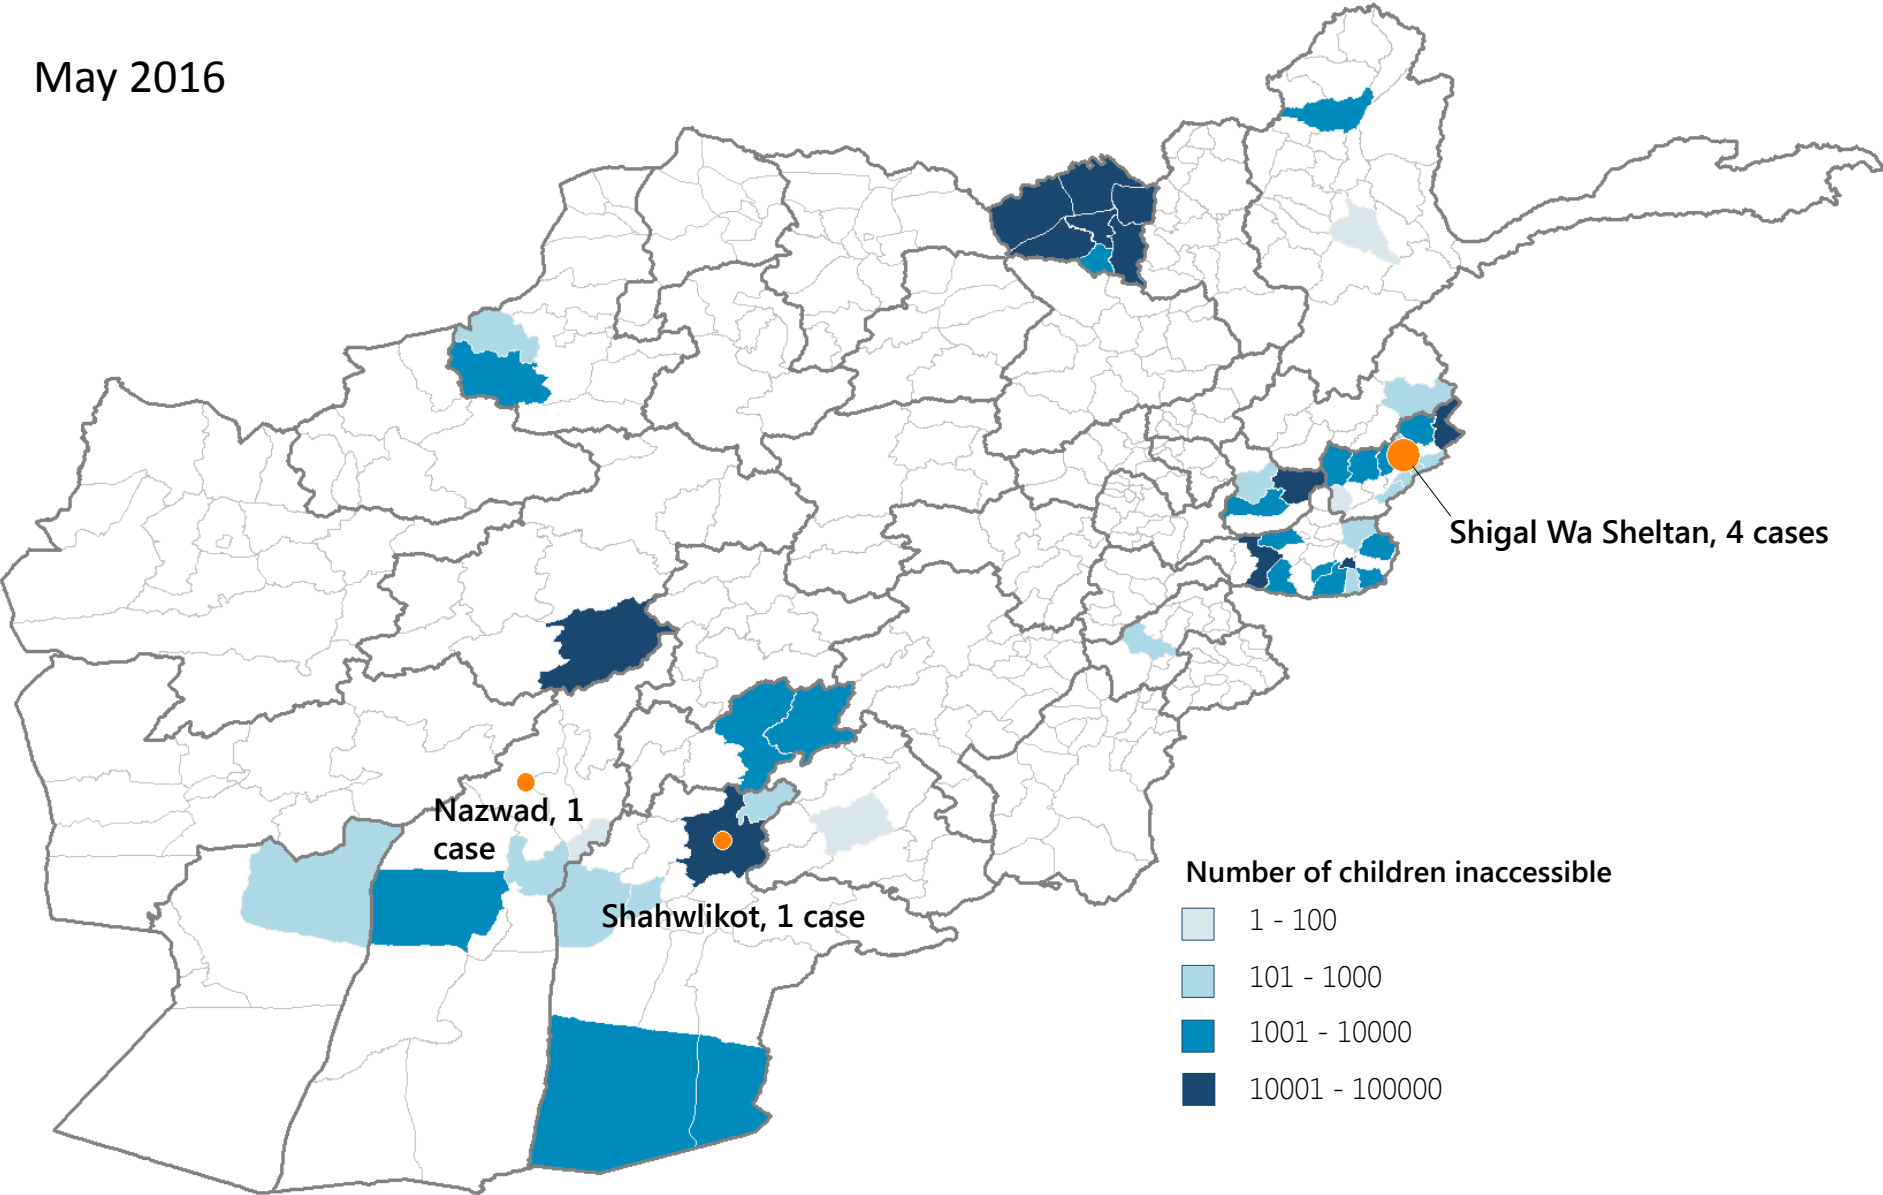 May 2016
Shigal Wa Sheltan, 4 cases
Nazwad, 1
case
Shahwlikot, 1 case
Number of children inaccessible
1 - 100
101 - 1000
1001 - 10000
10001 - 100000